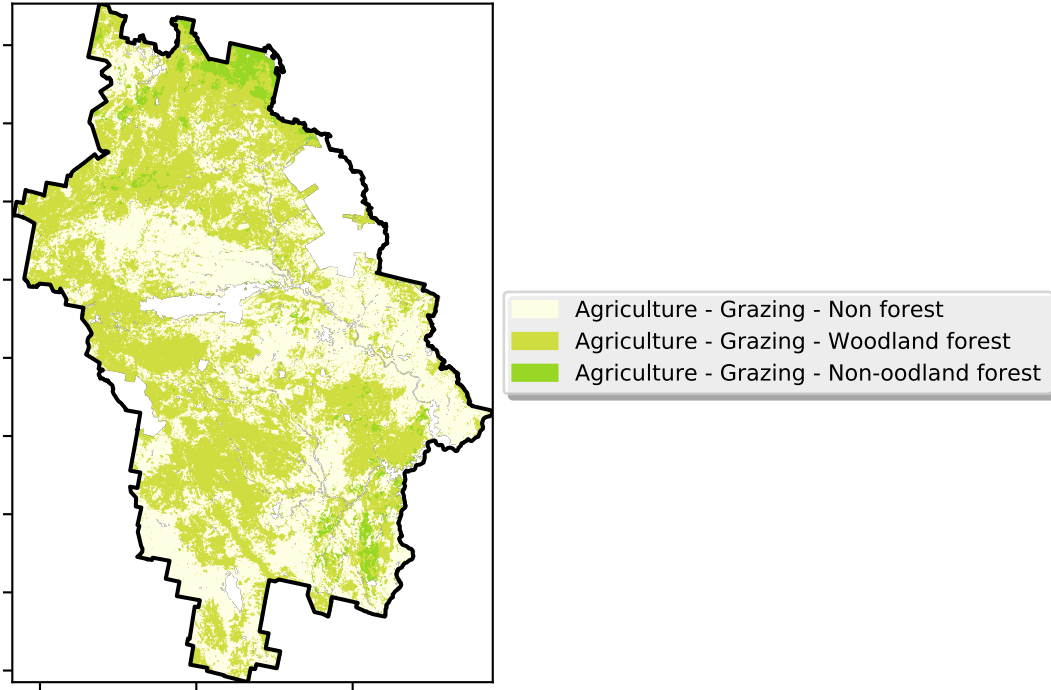 Agriculture - Grazing - Non forest
Agriculture - Grazing - Woodland forest
Agriculture - Grazing - Non-oodland forest